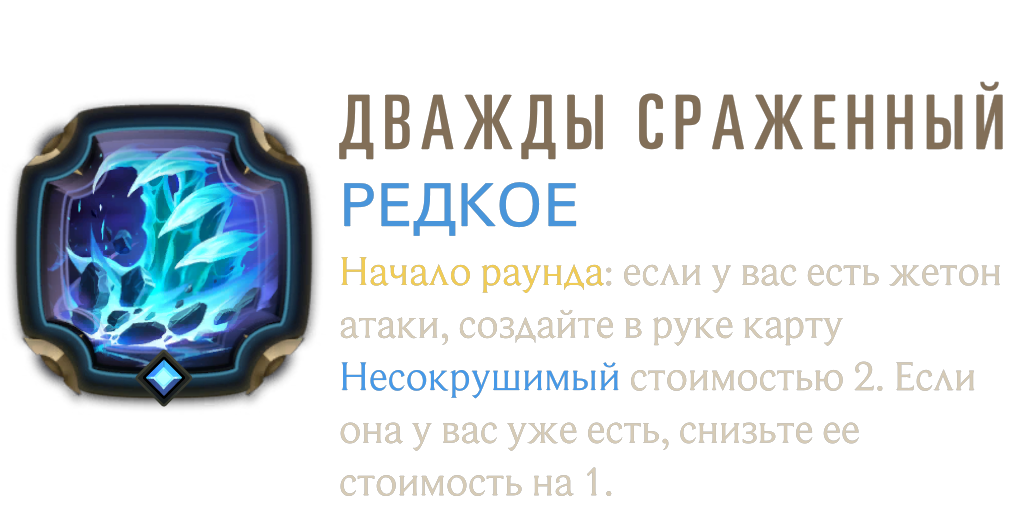 ДВАЖДЫ СРАЖЕННЫЙ
РЕДКОЕ
Начало раунда: если у вас есть жетон
атаки, создайте в руке карту
Несокрушимый стоимостью 2. Если
она у вас уже есть, снизьте ее
стоимость на 1.